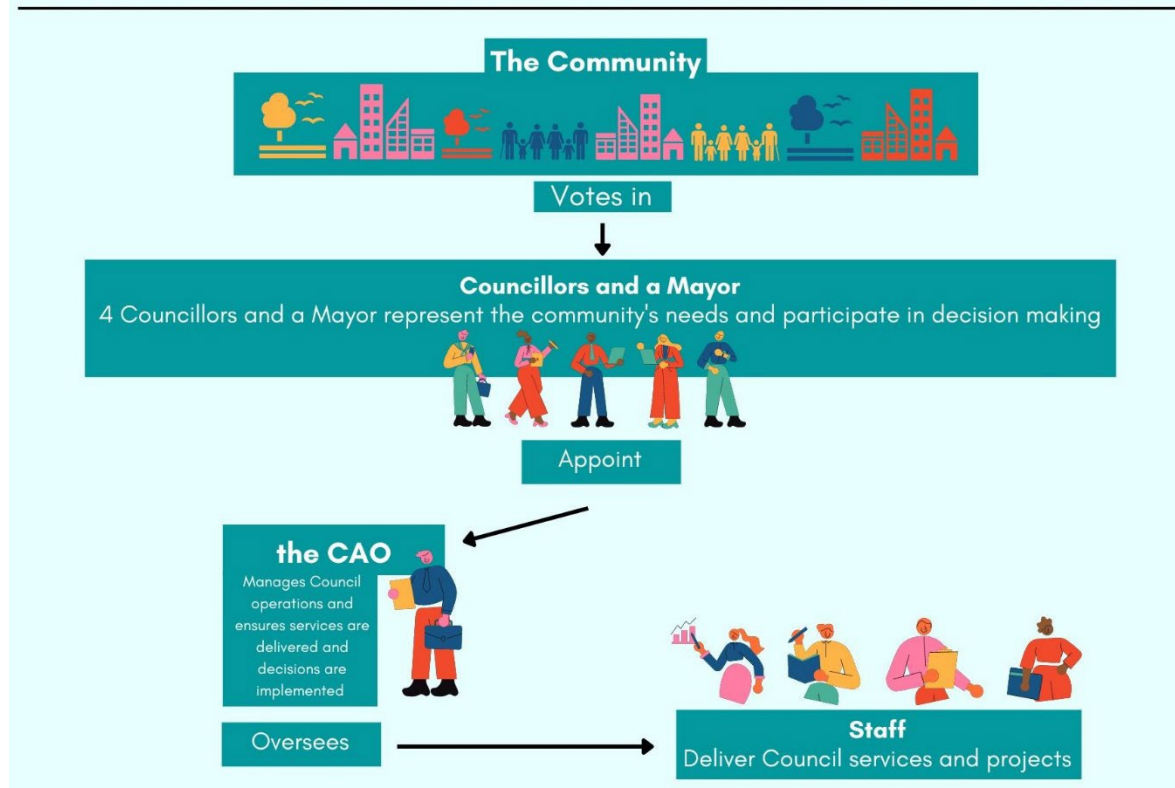 The Community
Votes in
Councillors and a Mayor
4 Councillors and a Mayor represent the community's needs and participate in decision making
Appoint
the CAO
Manages Council
operations and
ensures services are
delivered and
decisions are
implemented
Oversees
Staff
Deliver Council services and projects